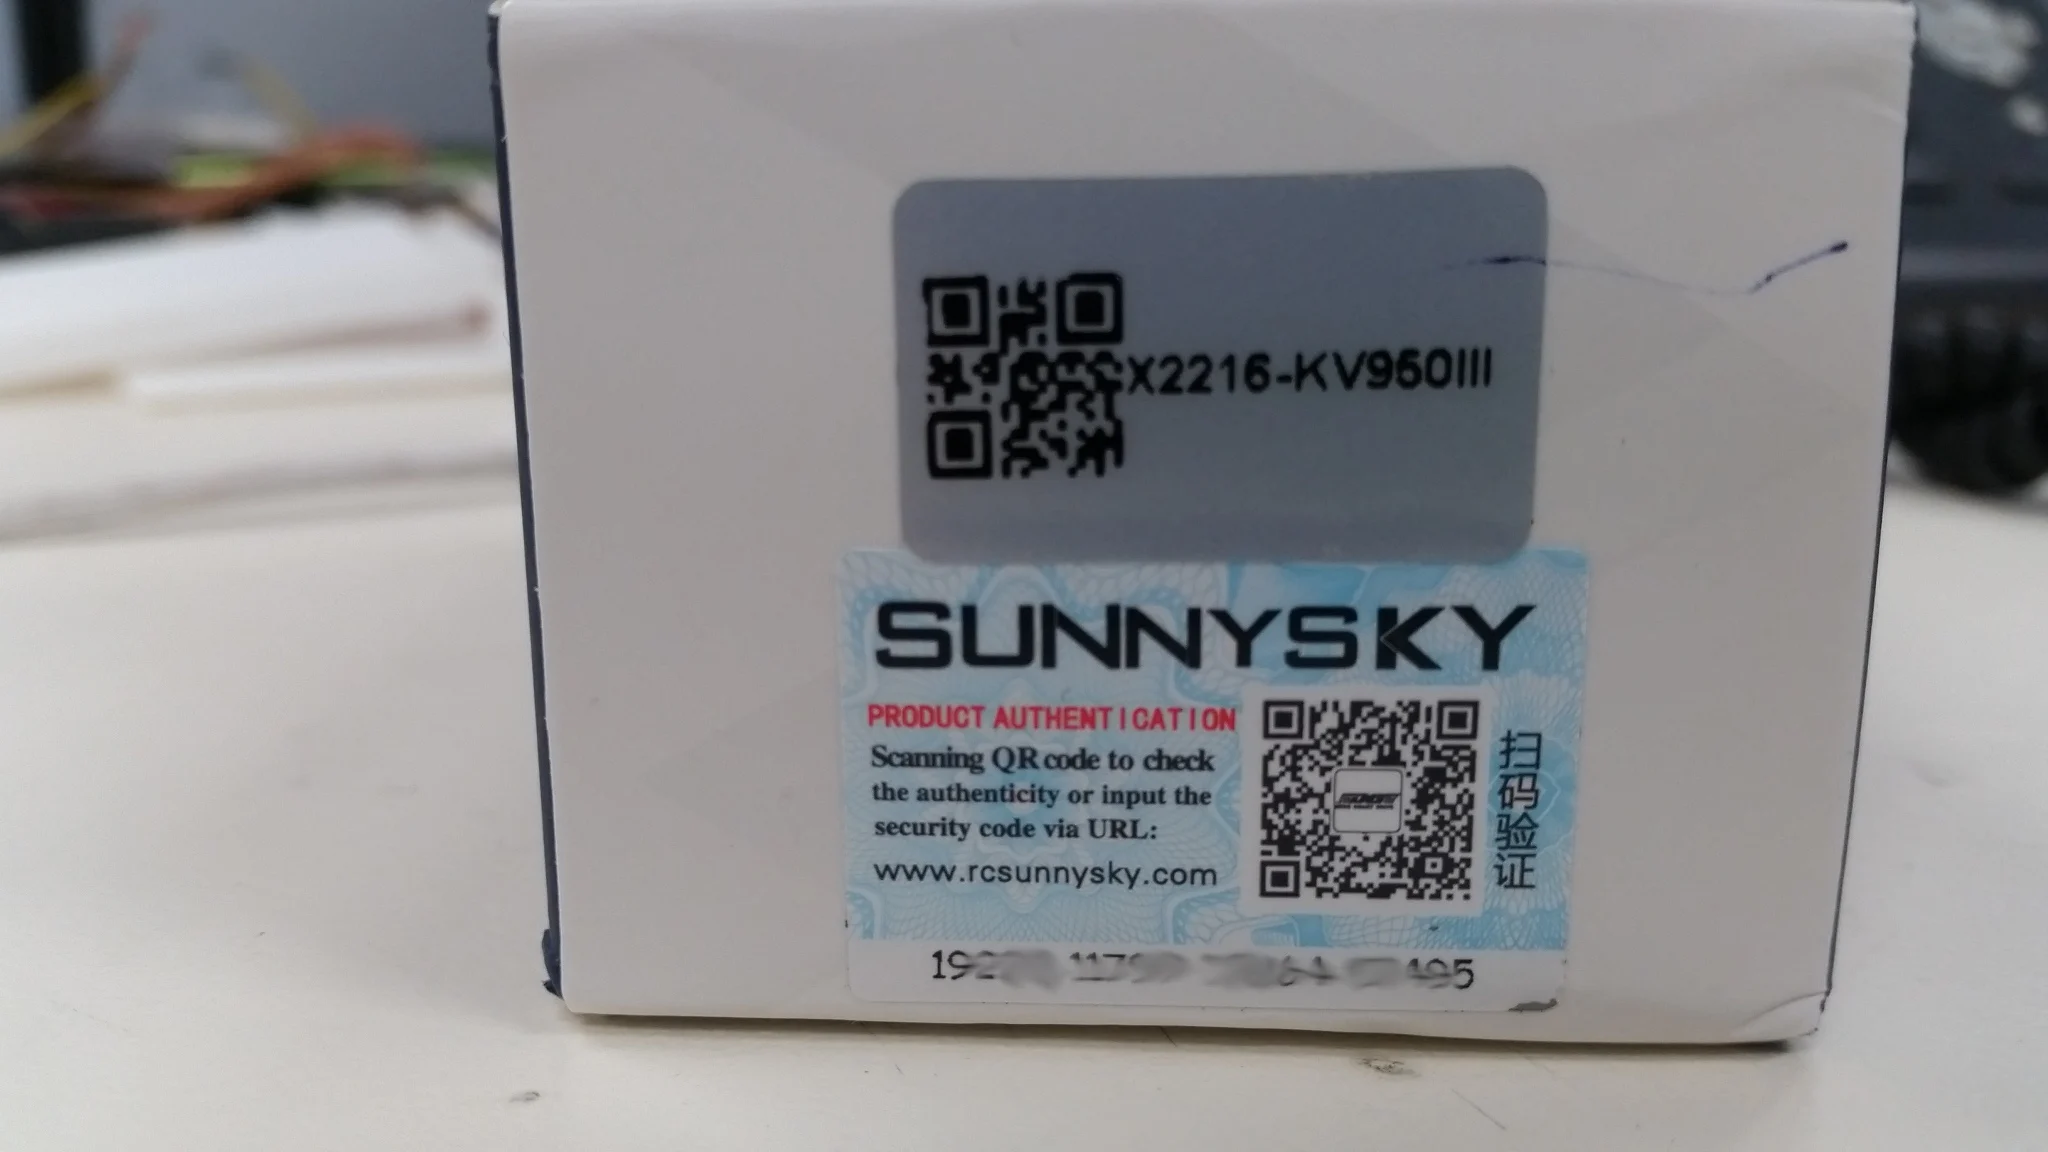 X2216-KV950III
SUNNYSKY
PRODUCT AUTHENTICATION
Scanning QR code to check
the authenticity or input the
security code via URL:
www.rcsunnysky.com
扫码验证